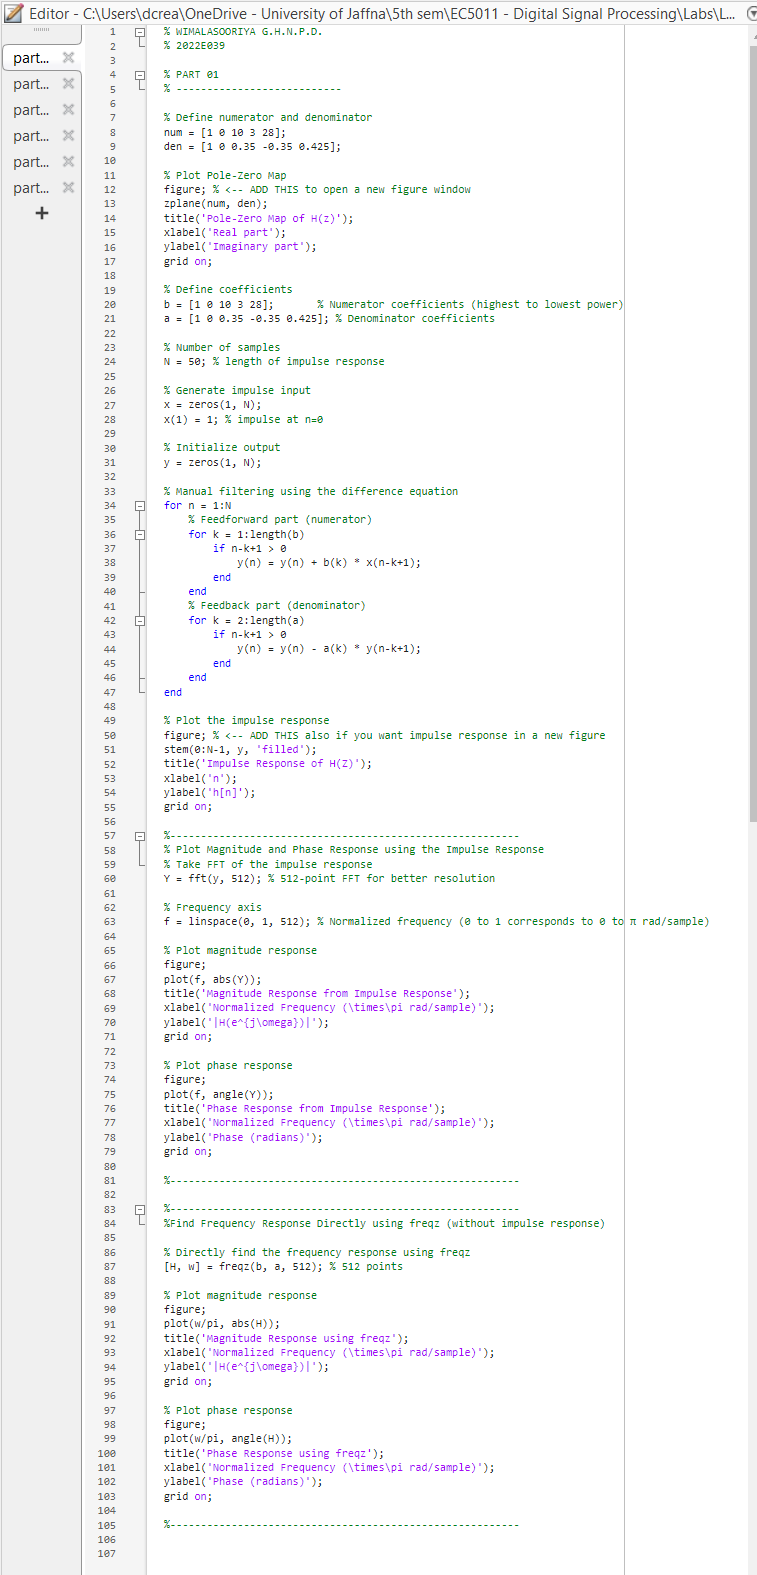 Editor - C:\Users\dcrea\OneDrive - University of Jaffna\5th sem\EC5011 - Digital Signal Processing\Labs\L...
part...
part...
part...
part...
part...
part...
+
1 % WIMALASOORIYA G.H.N.P.D.
2 % 2022E039
3
4 % PART 01
5 % ---------------------------
6
7 % Define numerator and denominator
8 num = [1 0 10 3 28];
9 den = [1 0 0.35 -0.35 0.425];
10
11 % Plot Pole-Zero Map
12 figure; % <-- ADD THIS to open a new figure window
13 zplane(num, den);
14 title('Pole-Zero Map of H(z)');
15 xlabel('Real part');
16 ylabel('Imaginary part');
17 grid on;
18
19 % Define coefficients
20 b = [1 0 10 3 28];       % Numerator coefficients (highest to lowest power)
21 a = [1 0 0.35 -0.35 0.425]; % Denominator coefficients
22
23 % Number of samples
24 N = 50; % length of impulse response
25
26 % Generate impulse input
27 x = zeros(1, N);
28 x(1) = 1; % impulse at n=0
29
30 % Initialize output
31 y = zeros(1, N);
32
33 % Manual filtering using the difference equation
34 for n = 1:N
35     % Feedforward part (numerator)
36     for k = 1:length(b)
37         if n-k+1 > 0
38             y(n) = y(n) + b(k) * x(n-k+1);
39         end
40     end
41     % Feedback part (denominator)
42     for k = 2:length(a)
43         if n-k+1 > 0
44             y(n) = y(n) - a(k) * y(n-k+1);
45         end
46     end
47 end
48
49 % Plot the impulse response
50 figure; % <-- ADD THIS also if you want impulse response in a new figure
51 stem(0:N-1, y, 'filled');
52 title('Impulse Response of H(Z)');
53 xlabel('n');
54 ylabel('h[n]');
55 grid on;
56
57 %---------------------------------------------------------
58 % Plot Magnitude and Phase Response using the Impulse Response
59 % Take FFT of the impulse response
60 Y = fft(y, 512); % 512-point FFT for better resolution
61
62 % Frequency axis
63 f = linspace(0, 1, 512); % Normalized frequency (0 to 1 corresponds to 0 to π rad/sample)
64
65 % Plot magnitude response
66 figure;
67 plot(f, abs(Y));
68 title('Magnitude Response from Impulse Response');
69 xlabel('Normalized Frequency (\times\pi rad/sample)');
70 ylabel('|H(e^{j\omega})|');
71 grid on;
72
73 % Plot phase response
74 figure;
75 plot(f, angle(Y));
76 title('Phase Response from Impulse Response');
77 xlabel('Normalized Frequency (\times\pi rad/sample)');
78 ylabel('Phase (radians)');
79 grid on;
80
81 %---------------------------------------------------------
82
83 %---------------------------------------------------------
84 %Find Frequency Response Directly using freqz (without impulse response)
85
86 % Directly find the frequency response using freqz
87 [H, w] = freqz(b, a, 512); % 512 points
88
89 % Plot magnitude response
90 figure;
91 plot(w/pi, abs(H));
92 title('Magnitude Response using freqz');
93 xlabel('Normalized Frequency (\times\pi rad/sample)');
94 ylabel('|H(e^{j\omega})|');
95 grid on;
96
97 % Plot phase response
98 figure;
99 plot(w/pi, angle(H));
100 title('Phase Response using freqz');
101 xlabel('Normalized Frequency (\times\pi rad/sample)');
102 ylabel('Phase (radians)');
103 grid on;
104
105 %---------------------------------------------------------
106
107